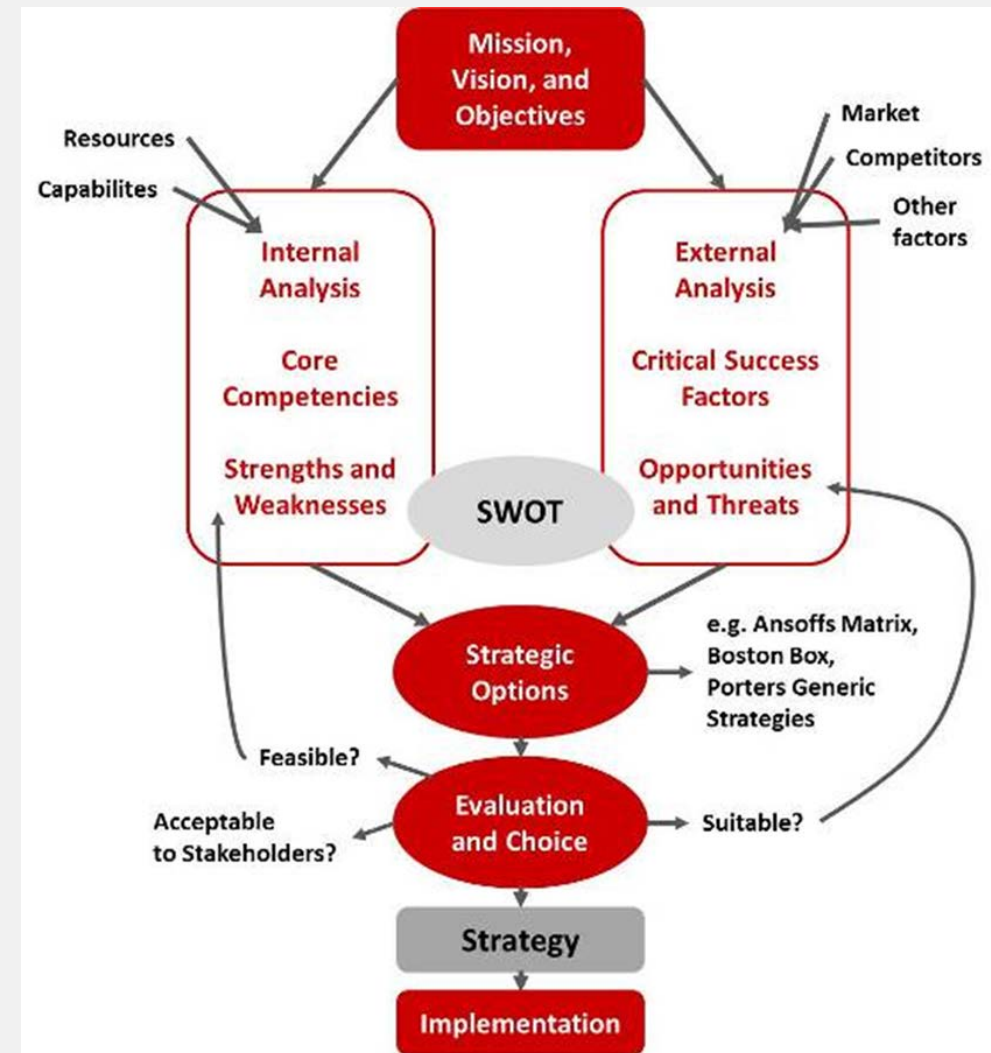 Mission,
Vision, and
Objectives
Resources
Capabilites
Market
Competitors
Other
factors
Internal
Analysis
Core
Competencies
Strengths and
Weaknesses
External
Analysis
Critical Success
Factors
Opportunities
and Threats
SWOT
Strategic
Options
e.g. Ansoffs Matrix,
Boston Box,
Porters Generic
Strategies
Feasible?
Acceptable
to Stakeholders?
Evaluation
and Choice
Suitable?
Strategy
Implementation